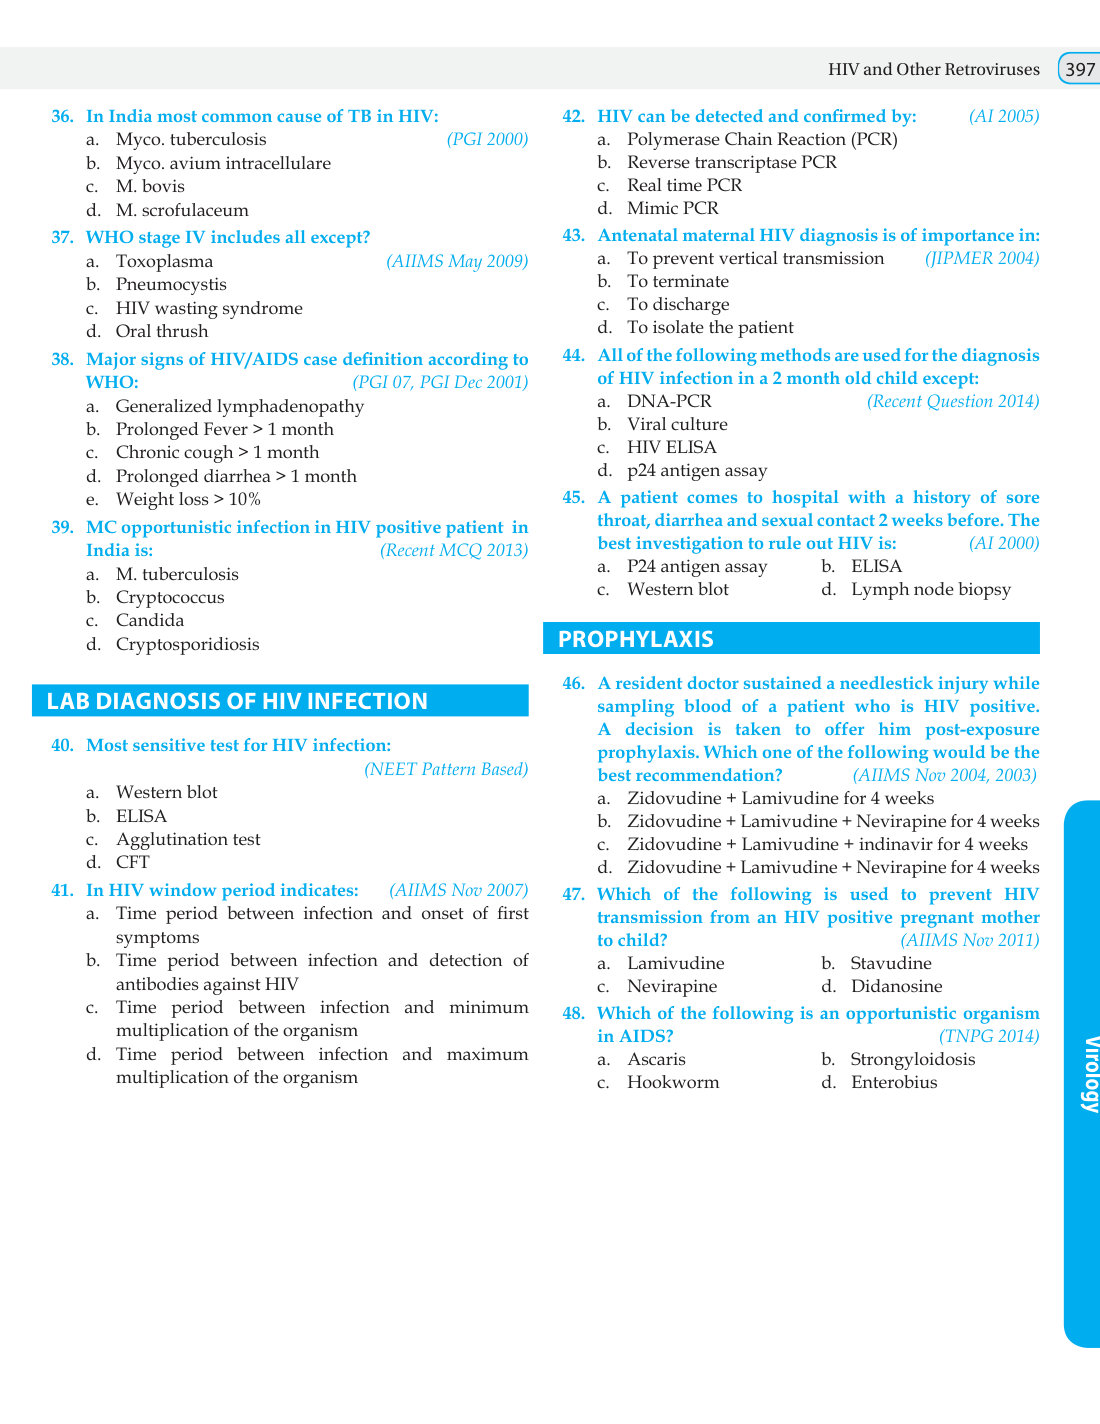 HIV and Other Retroviruses 397
36. In India most common cause of TB in HIV:
a. Myco. tuberculosis (PGI 2000)
b. Myco. avium intracellulare
c. M. bovis
d. M. scrofulaceum
37. WHO stage IV includes all except?
a. Toxoplasma (AIIMS May 2009)
b. Pneumocystis
c. HIV wasting syndrome
d. Oral thrush
38. Major signs of HIV/AIDS case definition according to
WHO: (PGI 07, PGI Dec 2001)
a. Generalized lymphadenopathy
b. Prolonged Fever > 1 month
c. Chronic cough > 1 month
d. Prolonged diarrhea > 1 month
e. Weight loss > 10%
39. MC opportunistic infection in HIV positive patient in
India is: (Recent MCQ 2013)
a. M. tuberculosis
b. Cryptococcus
c. Candida
d. Cryptosporidiosis
LAB DIAGNOSIS OF HIV INFECTION
40. Most sensitive test for HIV infection:
(NEET Pattern Based)
a. Western blot
b. ELISA
c. Agglutination test
d. CFT
41. In HIV window period indicates: (AIIMS Nov 2007)
a. Time period between infection and onset of first
symptoms
b. Time period between infection and detection of
antibodies against HIV
c. Time period between infection and minimum
multiplication of the organism
d. Time period between infection and maximum
multiplication of the organism
42. HIV can be detected and confirmed by: (AI 2005)
a. Polymerase Chain Reaction (PCR)
b. Reverse transcriptase PCR
c. Real time PCR
d. Mimic PCR
43. Antenatal maternal HIV diagnosis is of importance in:
a. To prevent vertical transmission (JIPMER 2004)
b. To terminate
c. To discharge
d. To isolate the patient
44. All of the following methods are used for the diagnosis
of HIV infection in a 2 month old child except:
a. DNA-PCR (Recent Question 2014)
b. Viral culture
c. HIV ELISA
d. p24 antigen assay
45. A patient comes to hospital with a history of sore
throat, diarrhea and sexual contact 2 weeks before. The
best investigation to rule out HIV is: (AI 2000)
a. P24 antigen assay b. ELISA
c. Western blot d. Lymph node biopsy
PROPHYLAXIS
46. A resident doctor sustained a needlestick injury while
sampling blood of a patient who is HIV positive.
A decision is taken to offer him post-exposure
prophylaxis. Which one of the following would be the
best recommendation? (AIIMS Nov 2004, 2003)
a. Zidovudine + Lamivudine for 4 weeks
b. Zidovudine + Lamivudine + Nevirapine for 4 weeks
c. Zidovudine + Lamivudine + indinavir for 4 weeks
d. Zidovudine + Lamivudine + Nevirapine for 4 weeks
47. Which of the following is used to prevent HIV
transmission from an HIV positive pregnant mother
to child? (AIIMS Nov 2011)
a. Lamivudine b. Stavudine
c. Nevirapine d. Didanosine
48. Which of the following is an opportunistic organism
in AIDS? (TNPG 2014)
a. Ascaris b. Strongyloidosis
c. Hookworm d. Enterobius
Virology